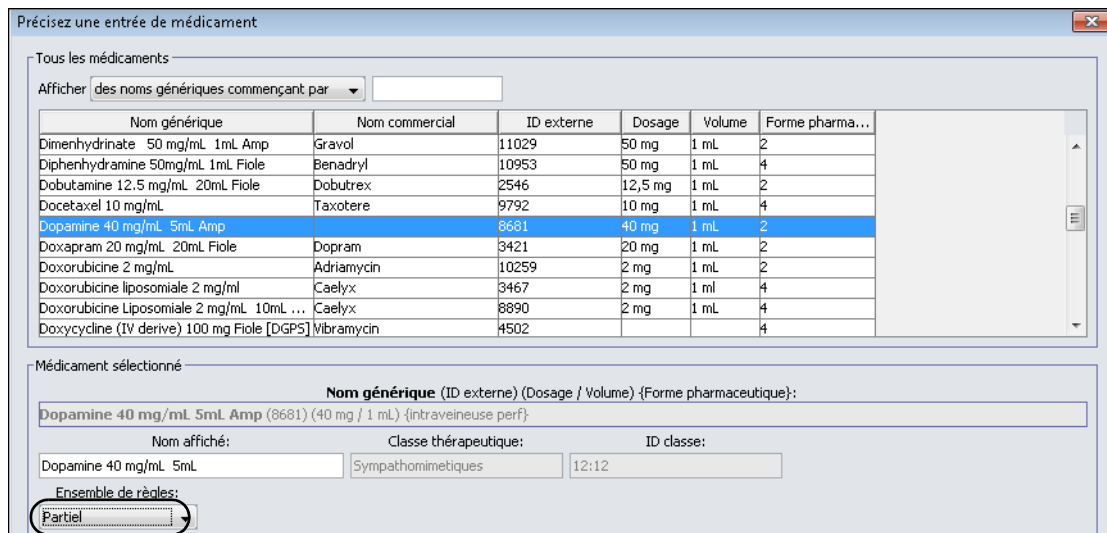 Précisez une entrée de médicament
Tous les médicaments
Afficher des noms génériques commençant par
Nom générique Nom commercial ID externe Dosage Volume Forme pharma...
Dimenhydrinate 50 mg/mL 1mL Amp Gravol 11029 50 mg 1 mL 2
Diphenhydramine 50mg/mL 1mL Fiole Benadryl 10953 50 mg 1 mL 4
Dobutamine 12.5 mg/mL 20mL Fiole Dobutrex 2546 12,5 mg 1 mL 2
Docetaxel 10 mg/mL Taxotere 9792 10 mg 1 mL 4
Dopamine 40 mg/mL 5mL Amp 8681 40 mg 1 mL 2
Doxapram 20 mg/mL 20mL Fiole Dopram 3421 20 mg 1 mL 2
Doxorubicine 2 mg/mL Adriamycin 10259 2 mg 1 mL 2
Doxorubicine liposomiale 2 mg/ml Caelyx 3467 2 mg 1 ml 4
Doxorubicine Liposomiale 2 mg/mL 10mL ... Caelyx 8890 2 mg 1 mL 4
Doxycycline (IV derive) 100 mg Fiole [DGPS] Vibramycin 4502 4
Médicament sélectionné
Nom générique (ID externe) (Dosage / Volume) {Forme pharmaceutique}:
Dopamine 40 mg/mL 5mL Amp (8681) (40 mg / 1 mL) {intraveineuse perf}
Nom affiché: Classe thérapeutique: ID classe:
Dopamine 40 mg/mL 5mL Sympathomimetiques 12:12
Ensemble de règles:
Partiel